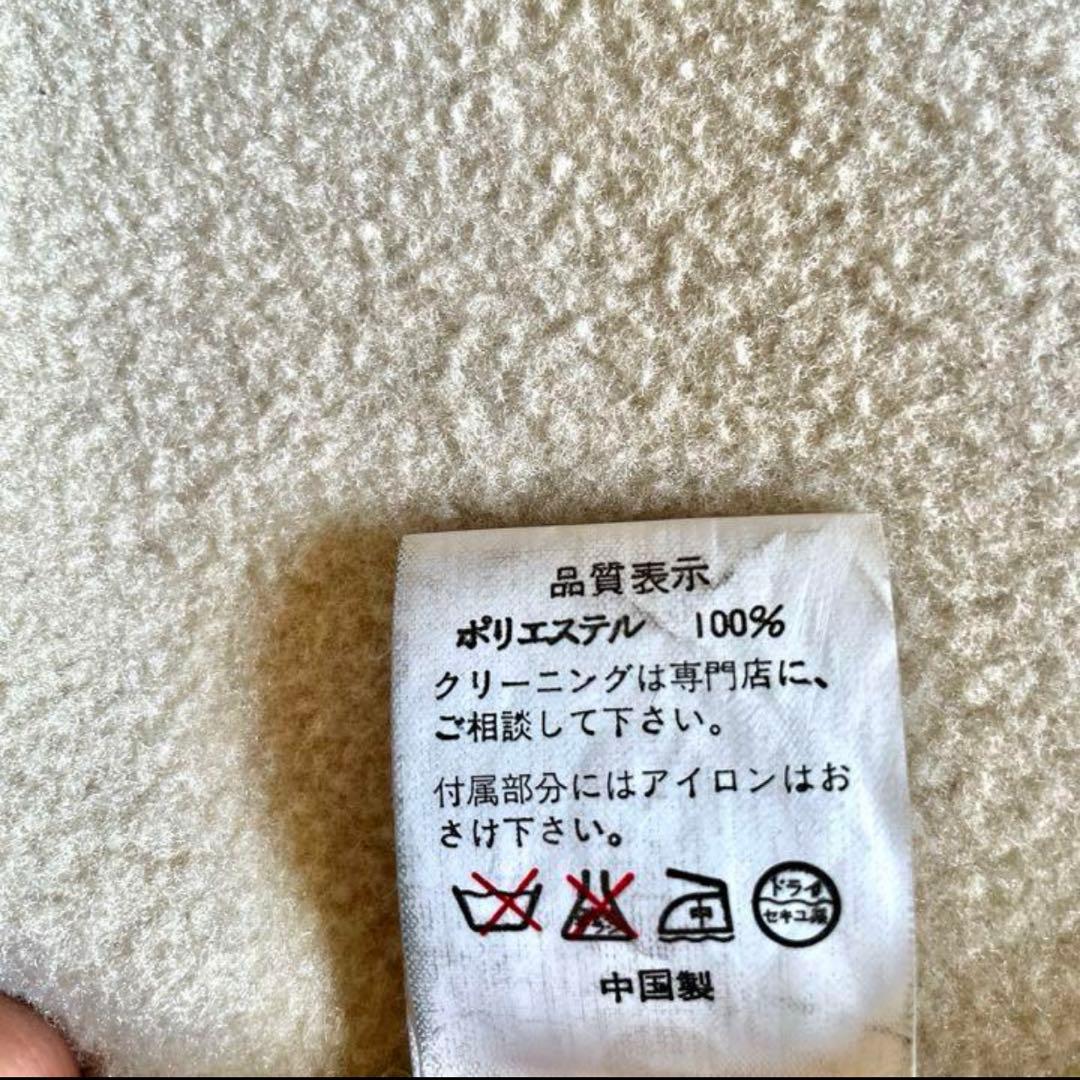 品質表示
ポリエステル 100%
クリーニングは専門店に、
ご相談して下さい。
付属部分にはアイロンはお
さけ下さい。
中
ドライ
セキユ系
中国製